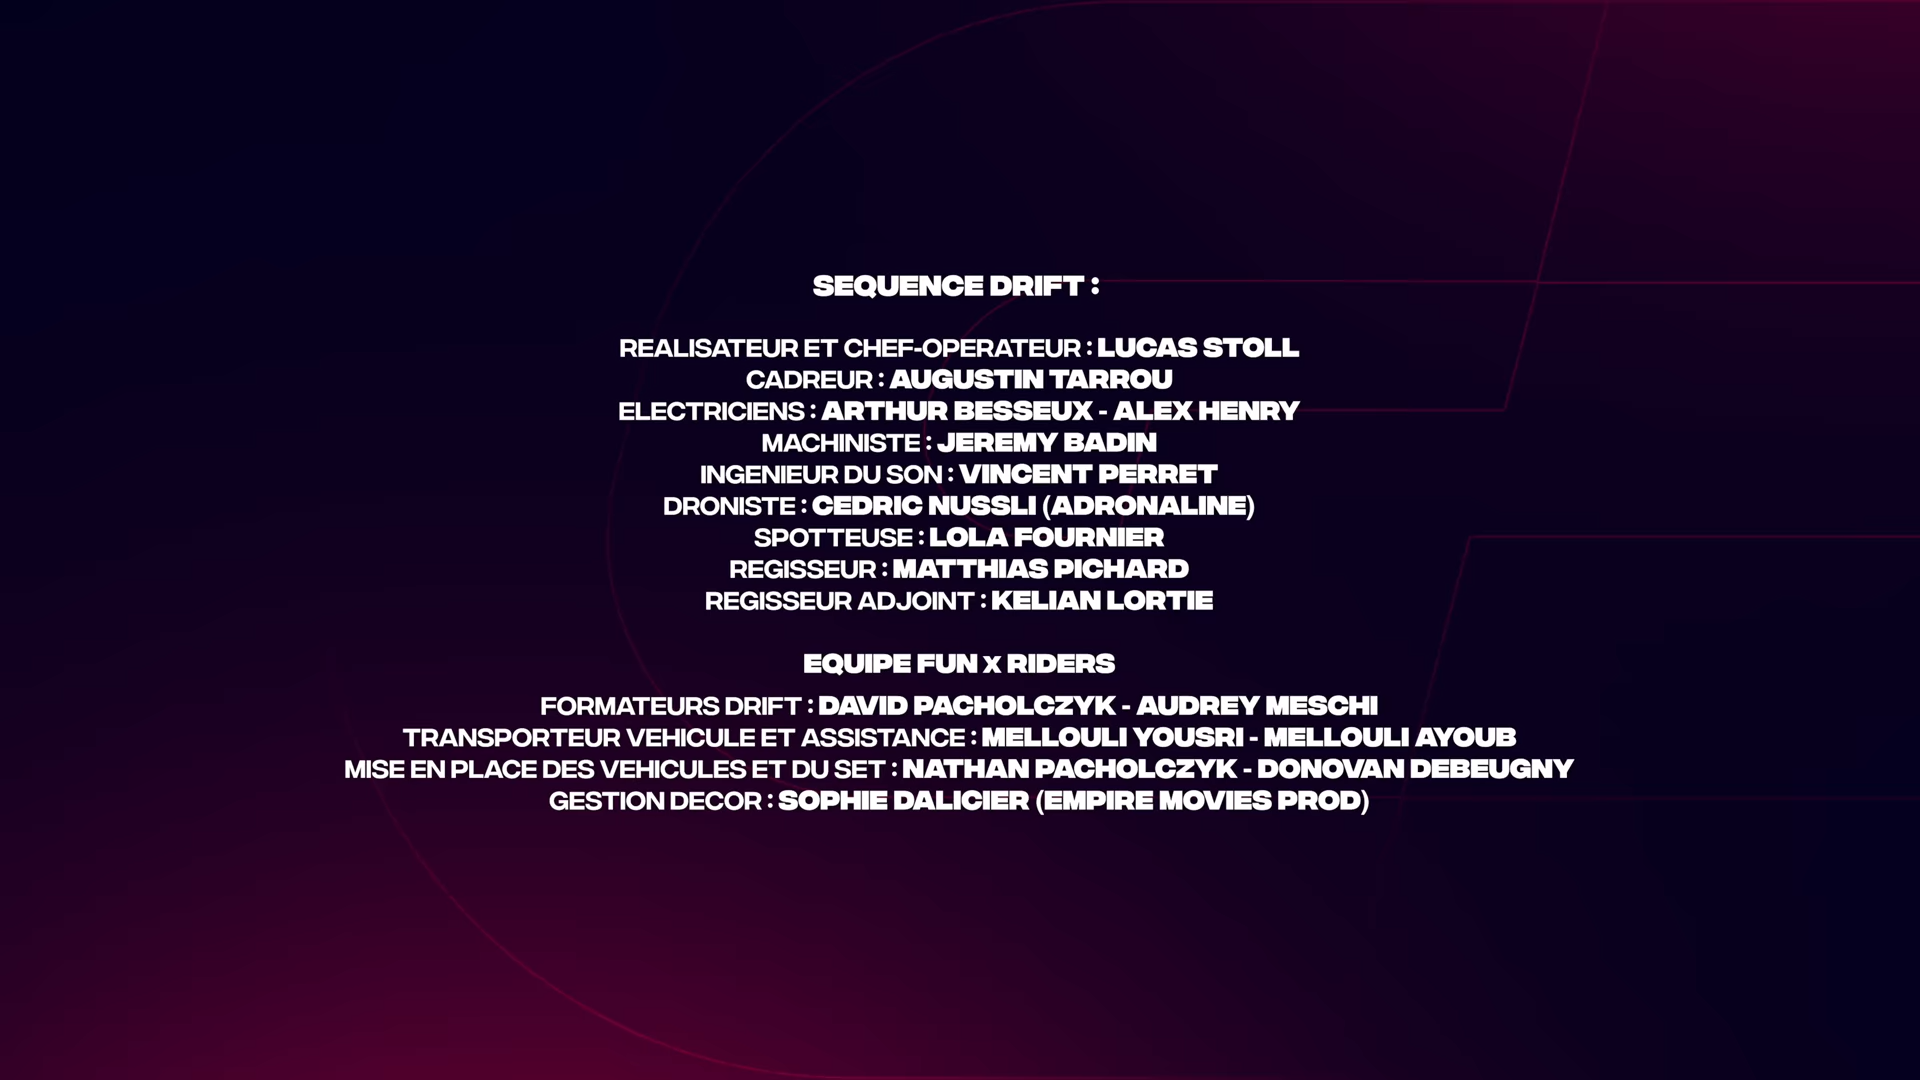 SEQUENCE DRIFT :
REALISATEUR ET CHEF-OPERATEUR : LUCAS STOLL
CADREUR : AUGUSTIN TARROU
ELECTRICIENS : ARTHUR BESSEUX - ALEX HENRY
MACHINISTE : JEREMY BADIN
INGENIEUR DU SON : VINCENT PERRET
DRONISTE : CEDRIC NUSSLI (ADRONALINE)
SPOTTEUSE : LOLA FOURNIER
REGISSEUR : MATTHIAS PICHARD
REGISSEUR ADJOINT : KELIAN LORTIE
EQUIPE FUN x RIDERS
FORMATEURS DRIFT : DAVID PACHOLCZYK - AUDREY MESCHI
TRANSPORTEUR VEHICULE ET ASSISTANCE : MELLOULI YOUSRI - MELLOULI AYOUB
MISE EN PLACE DES VEHICULES ET DU SET : NATHAN PACHOLCZYK - DONOVAN DEBEUGNY
GESTION DECOR : SOPHIE DALICIER (EMPIRE MOVIES PROD)